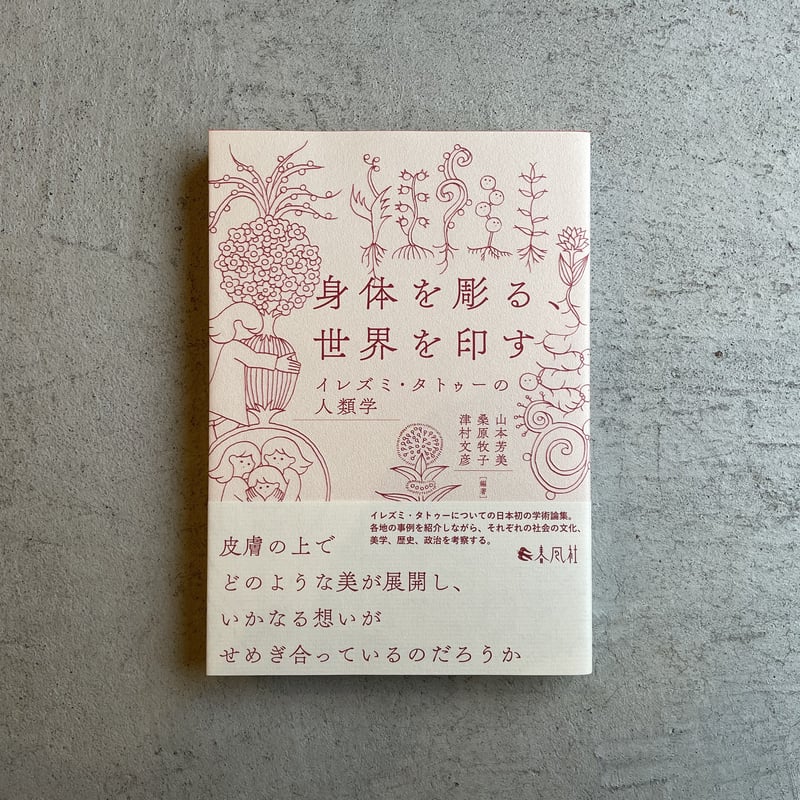 身体を彫る、
世界を印す
イレズミ・タトゥーの
人類学
山本芳美
桑原牧子
津村文彦
[編著]
イレズミ・タトゥーについての日本初の学術論集。
各地の事例を紹介しながら、それぞれの社会の文化、
美学、歴史、政治を考察する。
春風社
皮膚の上で
どのような美が展開し、
いかなる想いが
せめぎ合っているのだろうか